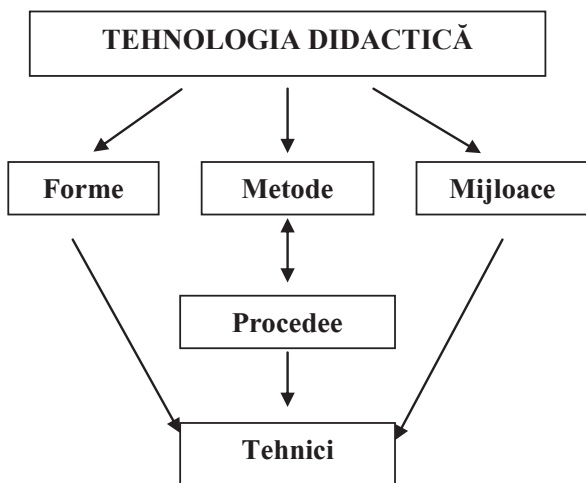 TEHNOLOGIA DIDACTICĂ
Forme
Metode
Mijloace
Procedee
Tehnici